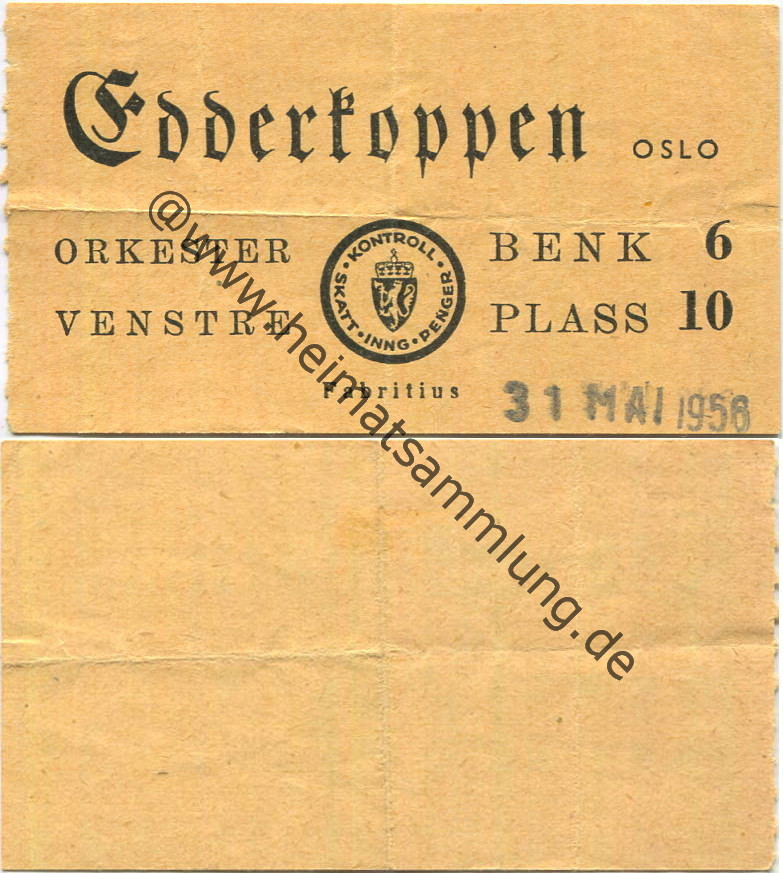 Edderkoppen OSLO
ORKESTER BENK 6
VENSTRE PLASS 10
KONTROLL · SKATT · INNG · PENGER ·
Fabritius
31 MAI 1956
@www.heimatsammlung.de